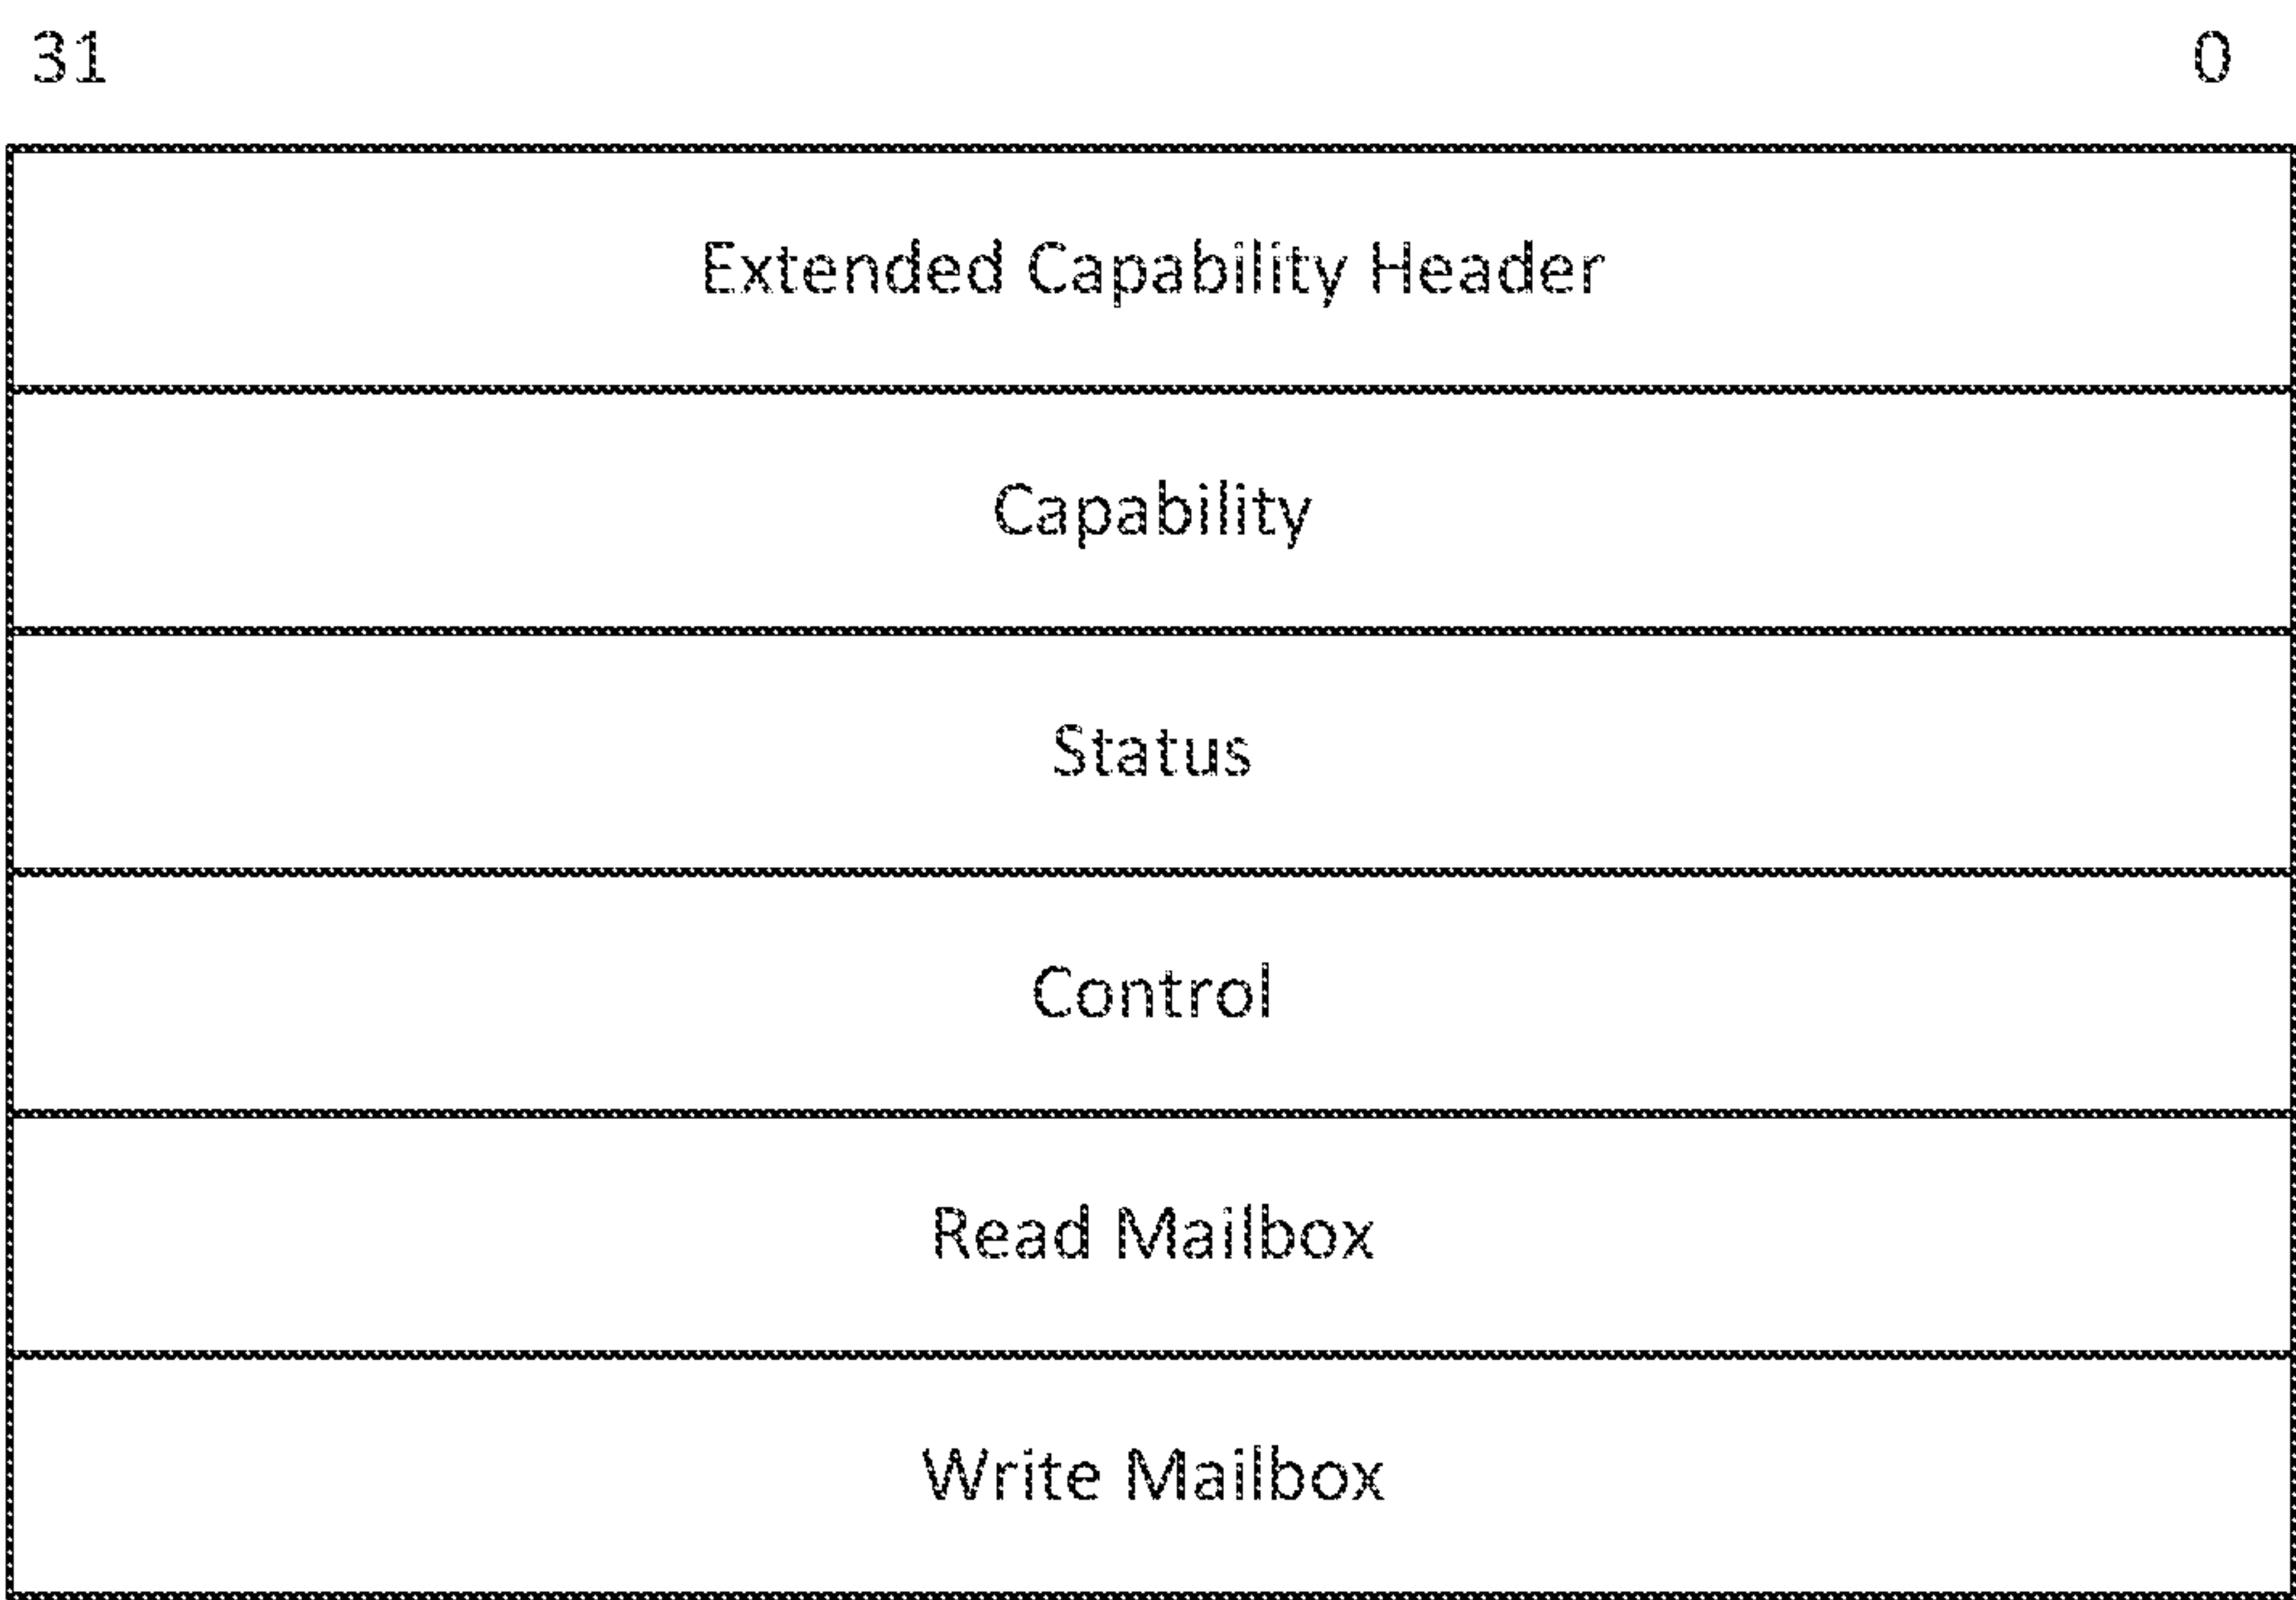 31 0
Extended Capability Header
Capability
Status
Control
Read Mailbox
Write Mailbox